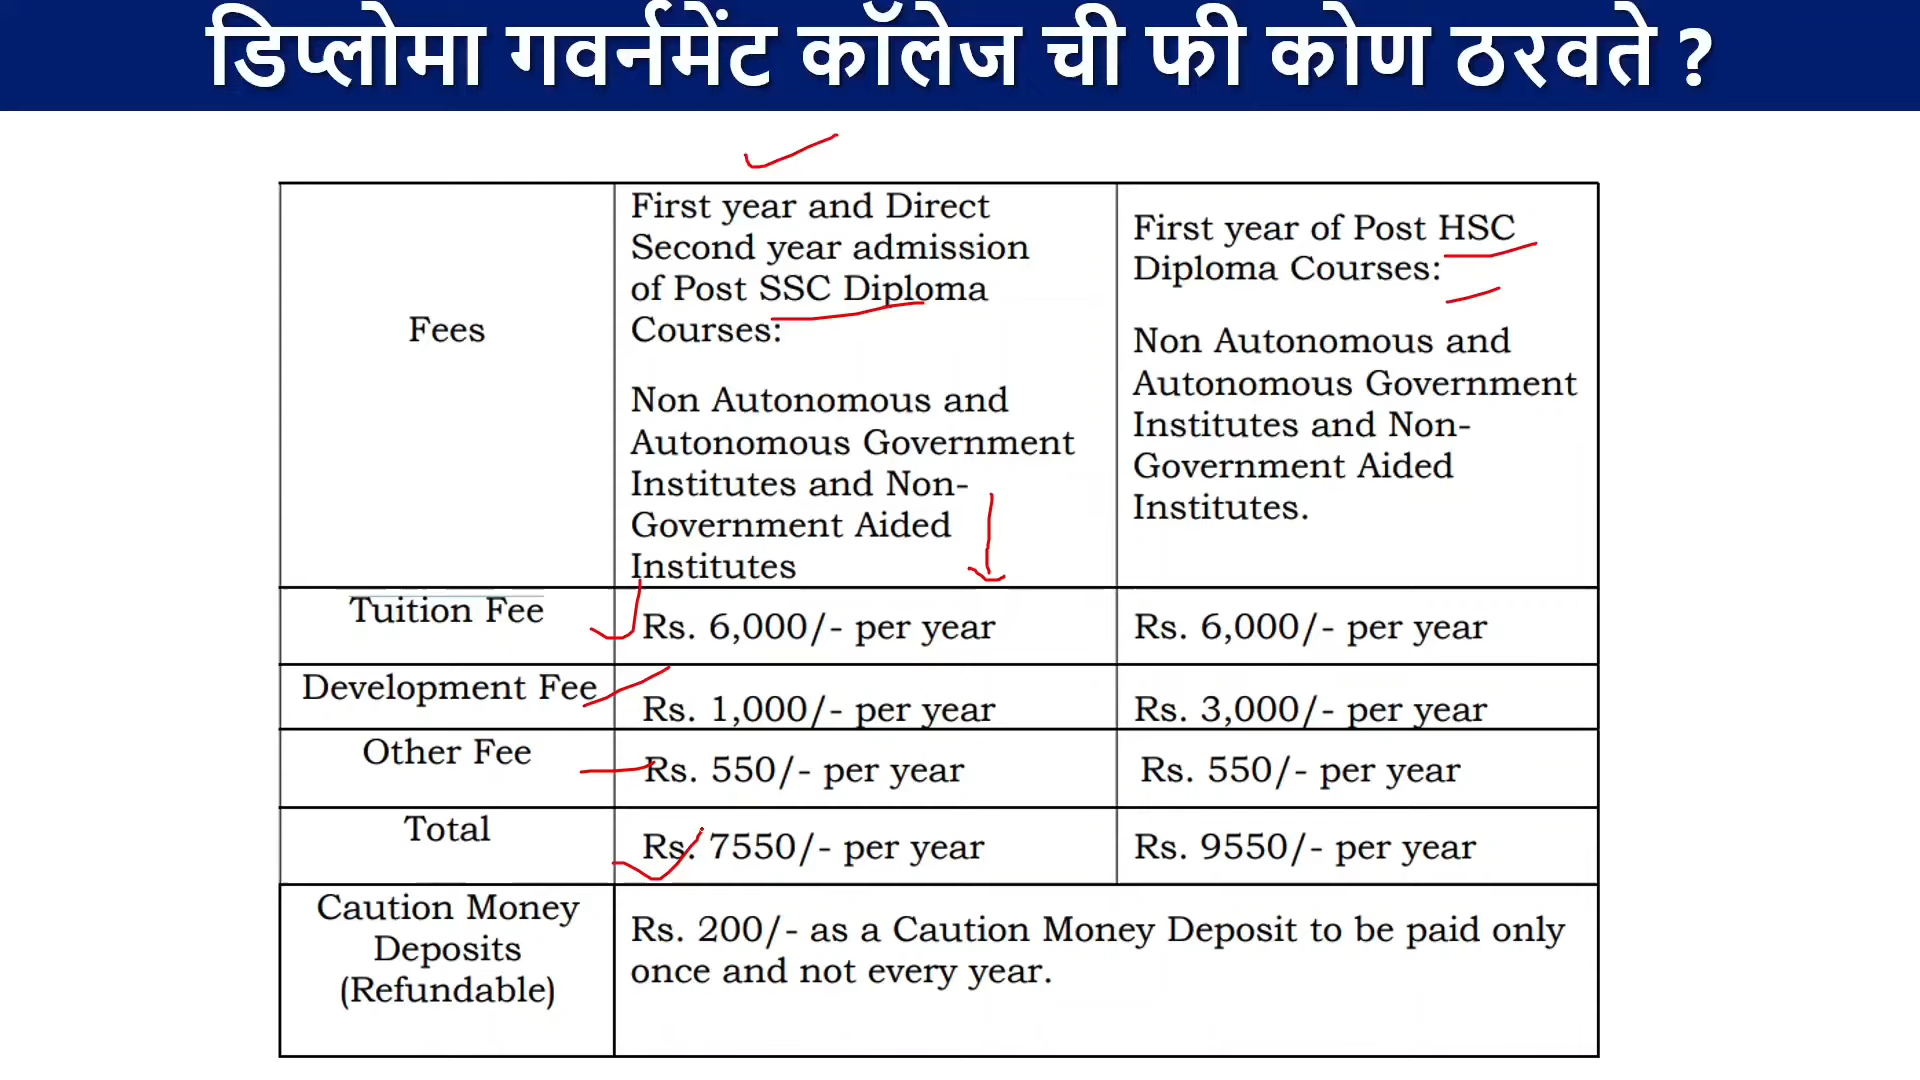 डिप्लोमा गवर्नमेंट कॉलेज ची फी कोण ठरवते ?
Fees
First year and Direct
Second year admission
of Post SSC Diploma
Courses:
Non Autonomous and
Autonomous Government
Institutes and Non-
Government Aided
Institutes
First year of Post HSC
Diploma Courses:
Non Autonomous and
Autonomous Government
Institutes and Non-
Government Aided
Institutes.
Tuition Fee
Rs. 6,000/- per year
Rs. 6,000/- per year
Development Fee
Rs. 1,000/- per year
Rs. 3,000/- per year
Other Fee
Rs. 550/- per year
Rs. 550/- per year
Total
Rs. 7550/- per year
Rs. 9550/- per year
Caution Money
Deposits
(Refundable)
Rs. 200/- as a Caution Money Deposit to be paid only
once and not every year.